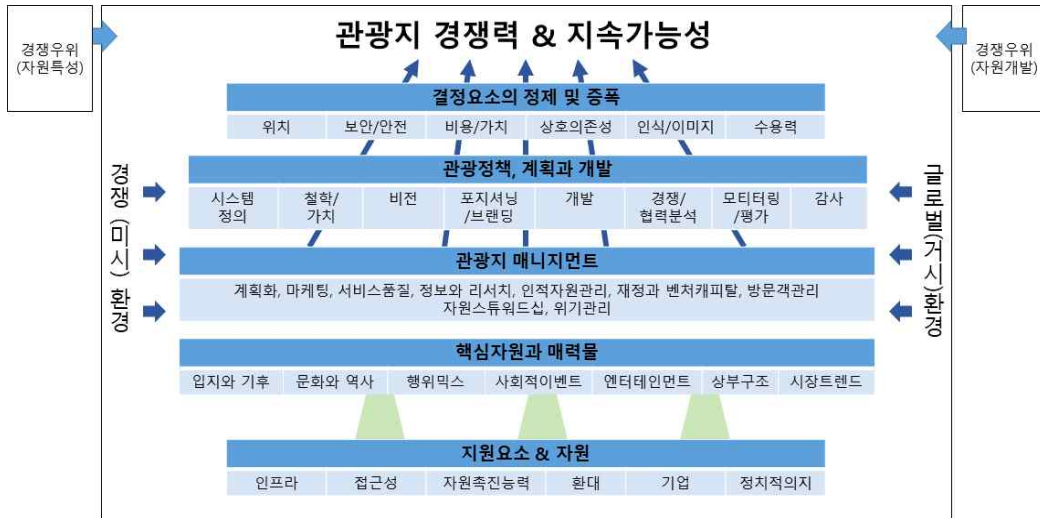 관광지 경쟁력 & 지속가능성
경쟁우위
(자원특성)
경쟁우위
(자원개발)
결정요소의 정제 및 증폭
위치
보안/안전
비용/가치
상호의존성
인식/이미지
수용력
경쟁 (미시) 환경
글로벌(거시)환경
관광정책, 계획과 개발
시스템
정의
철학/
가치
비전
포지셔닝
/브랜딩
개발
경쟁/
협력분석
모티터링
/평가
감사
관광지 매니지먼트
계획화, 마케팅, 서비스품질, 정보와 리서치, 인적자원관리, 재정과 벤처캐피탈, 방문객관리
자원스튜워드십, 위기관리
핵심자원과 매력물
입지와 기후
문화와 역사
행위믹스
사회적이벤트
엔터테인먼트
상부구조
시장트렌드
지원요소 & 자원
인프라
접근성
자원촉진능력
환대
기업
정치적의지